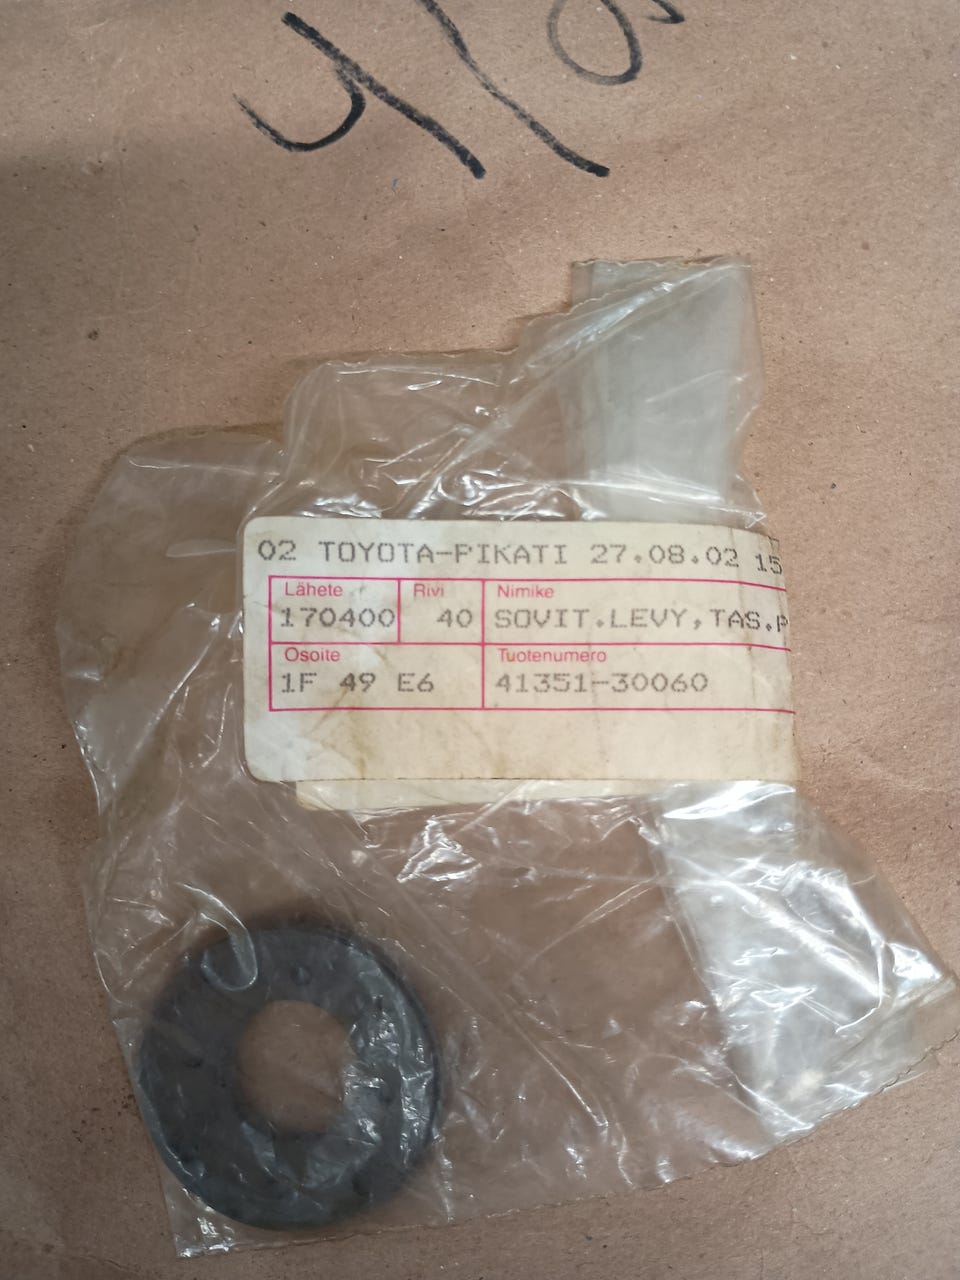 02 TOYOTA-PIKATI 27.08.02 15
Lähete Rivi Nimike
170400 40 SOVIT.LEVY,TAS.P
Osoite Tuotenumero
1F 49 E6 41351-30060